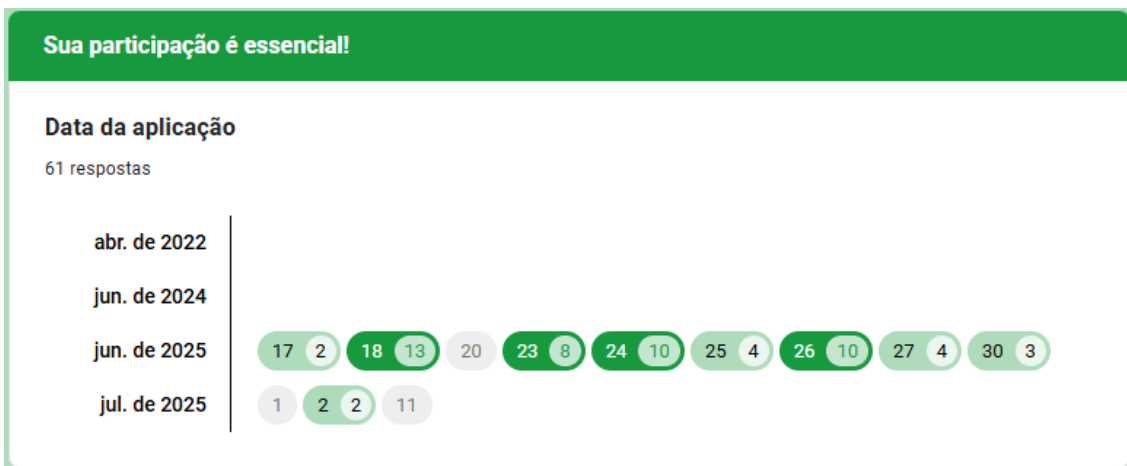 Sua participação é essencial!
Data da aplicação
61 respostas
abr. de 2022
jun. de 2024
jun. de 2025 17 2 18 13 20 23 8 24 10 25 4 26 10 27 4 30 3
jul. de 2025 1 2 2 11